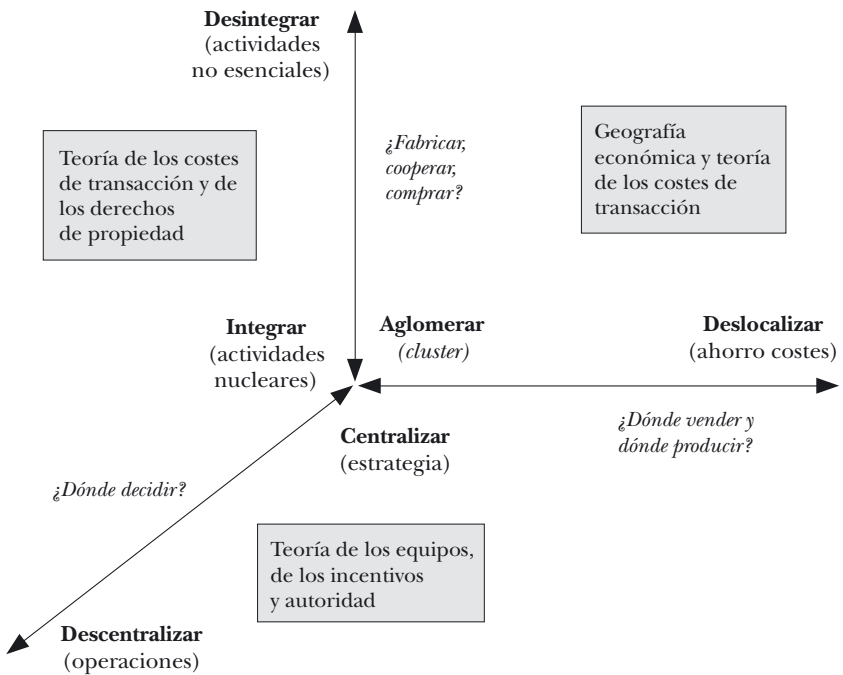 Desintegrar
(actividades
no esenciales)
Teoría de los costes
de transacción y de
los derechos
de propiedad
¿Fabricar,
cooperar,
comprar?
Geografía
económica y teoría
de los costes de
transacción
Integrar
(actividades
nucleares)
Aglomerar
(cluster)
Deslocalizar
(ahorro costes)
¿Dónde vender y
dónde producir?
Centralizar
(estrategia)
¿Dónde decidir?
Teoría de los equipos,
de los incentivos
y autoridad
Descentralizar
(operaciones)